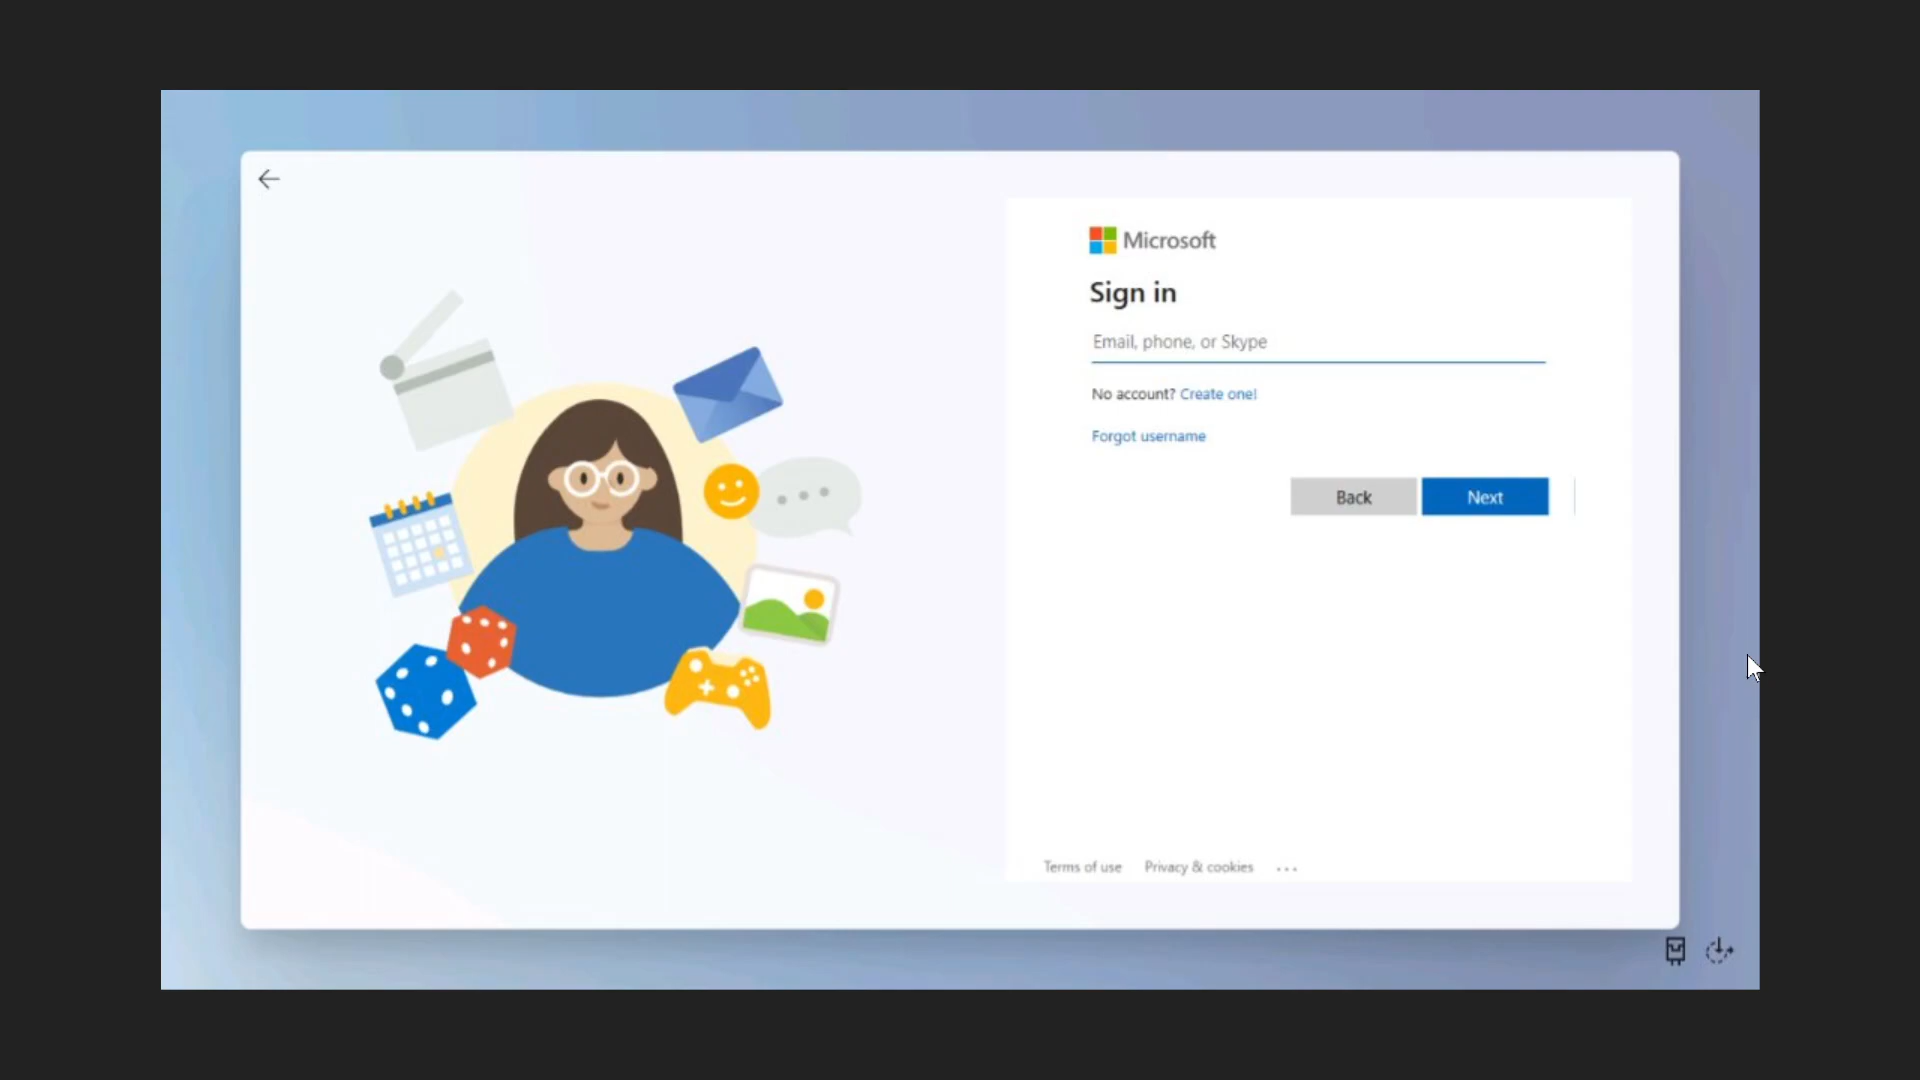 Microsoft
Sign in
Email, phone, or Skype
No account? Create one!
Forgot username
Back
Next
Terms of use
Privacy & cookies
...